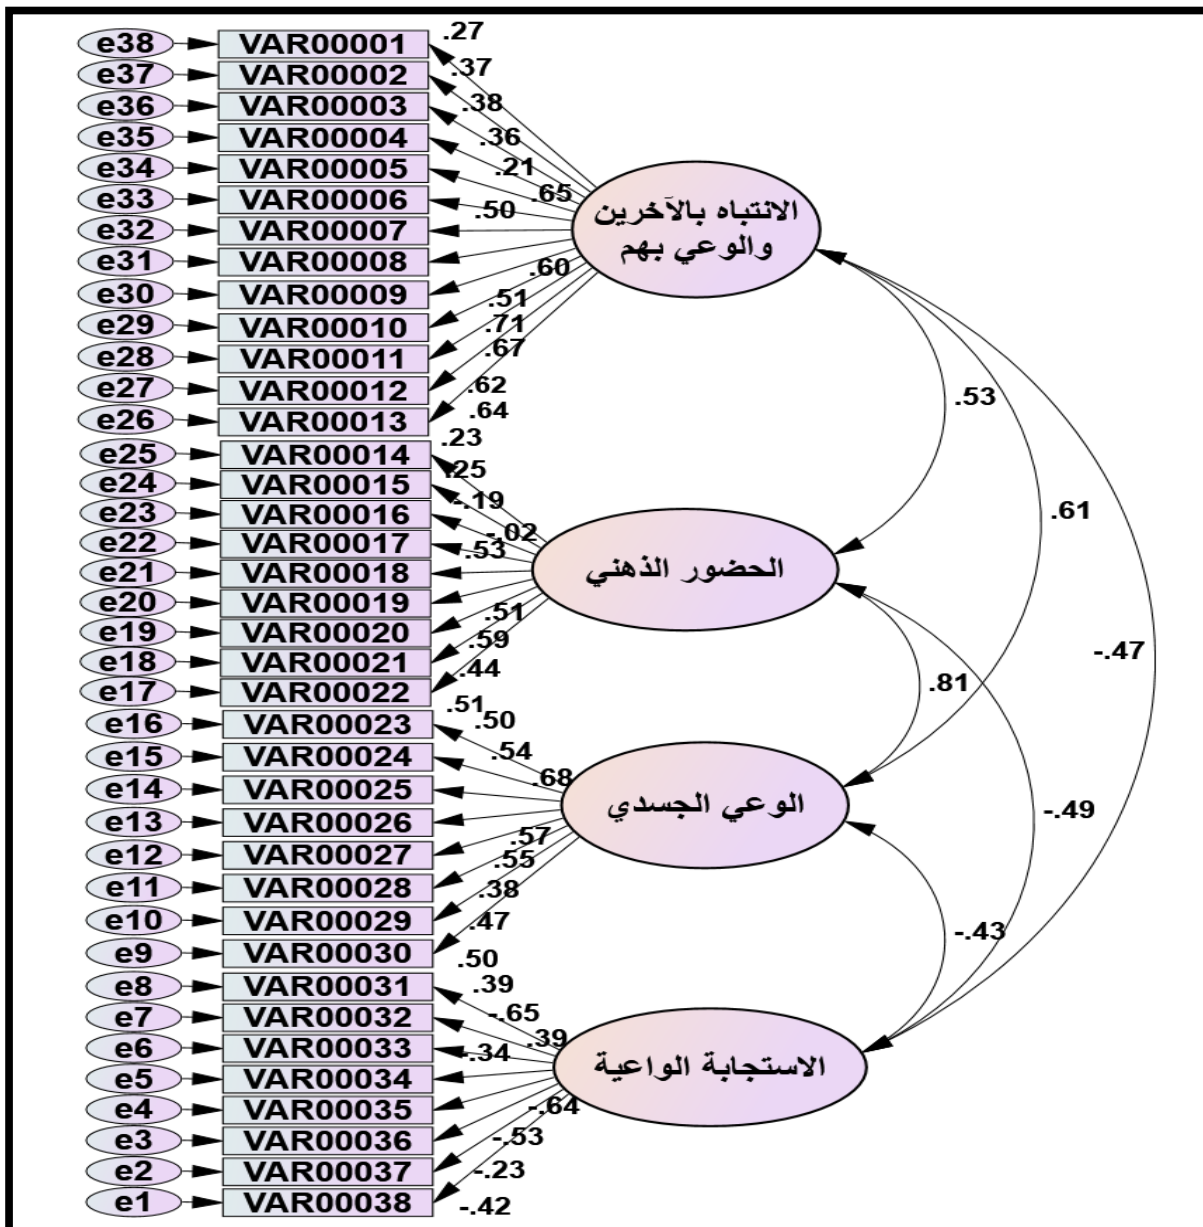 e38 VAR00001 .27
e37 VAR00002 .37
e36 VAR00003 .38
e35 VAR00004 .36
e34 VAR00005 .21
e33 VAR00006 .65
e32 VAR00007 .50
e31 VAR00008
e30 VAR00009 .60
e29 VAR00010 .51
e28 VAR00011 .71
e27 VAR00012 .67
e26 VAR00013 .62
.64
الانتباه بالآخرين
والوعي بهم
e25 VAR00014 .23
e24 VAR00015 .25
e23 VAR00016 -.19
e22 VAR00017 -.02
e21 VAR00018 .53
e20 VAR00019
e19 VAR00020 .51
e18 VAR00021 .59
e17 VAR00022 .44
الحضور الذهني
.51
e16 VAR00023 .50
e15 VAR00024 .54
e14 VAR00025 .68
e13 VAR00026
e12 VAR00027 .57
e11 VAR00028 .55
e10 VAR00029 .38
e9 VAR00030 .47
.50
الوعي الجسدي
e8 VAR00031 .39
e7 VAR00032 -.65
e6 VAR00033 .39
e5 VAR00034 -.34
e4 VAR00035
e3 VAR00036 -.64
e2 VAR00037 -.53
-.23
e1 VAR00038 -.42
الاستجابة الواعية
.53
.61
-.47
.81
-.49
-.43